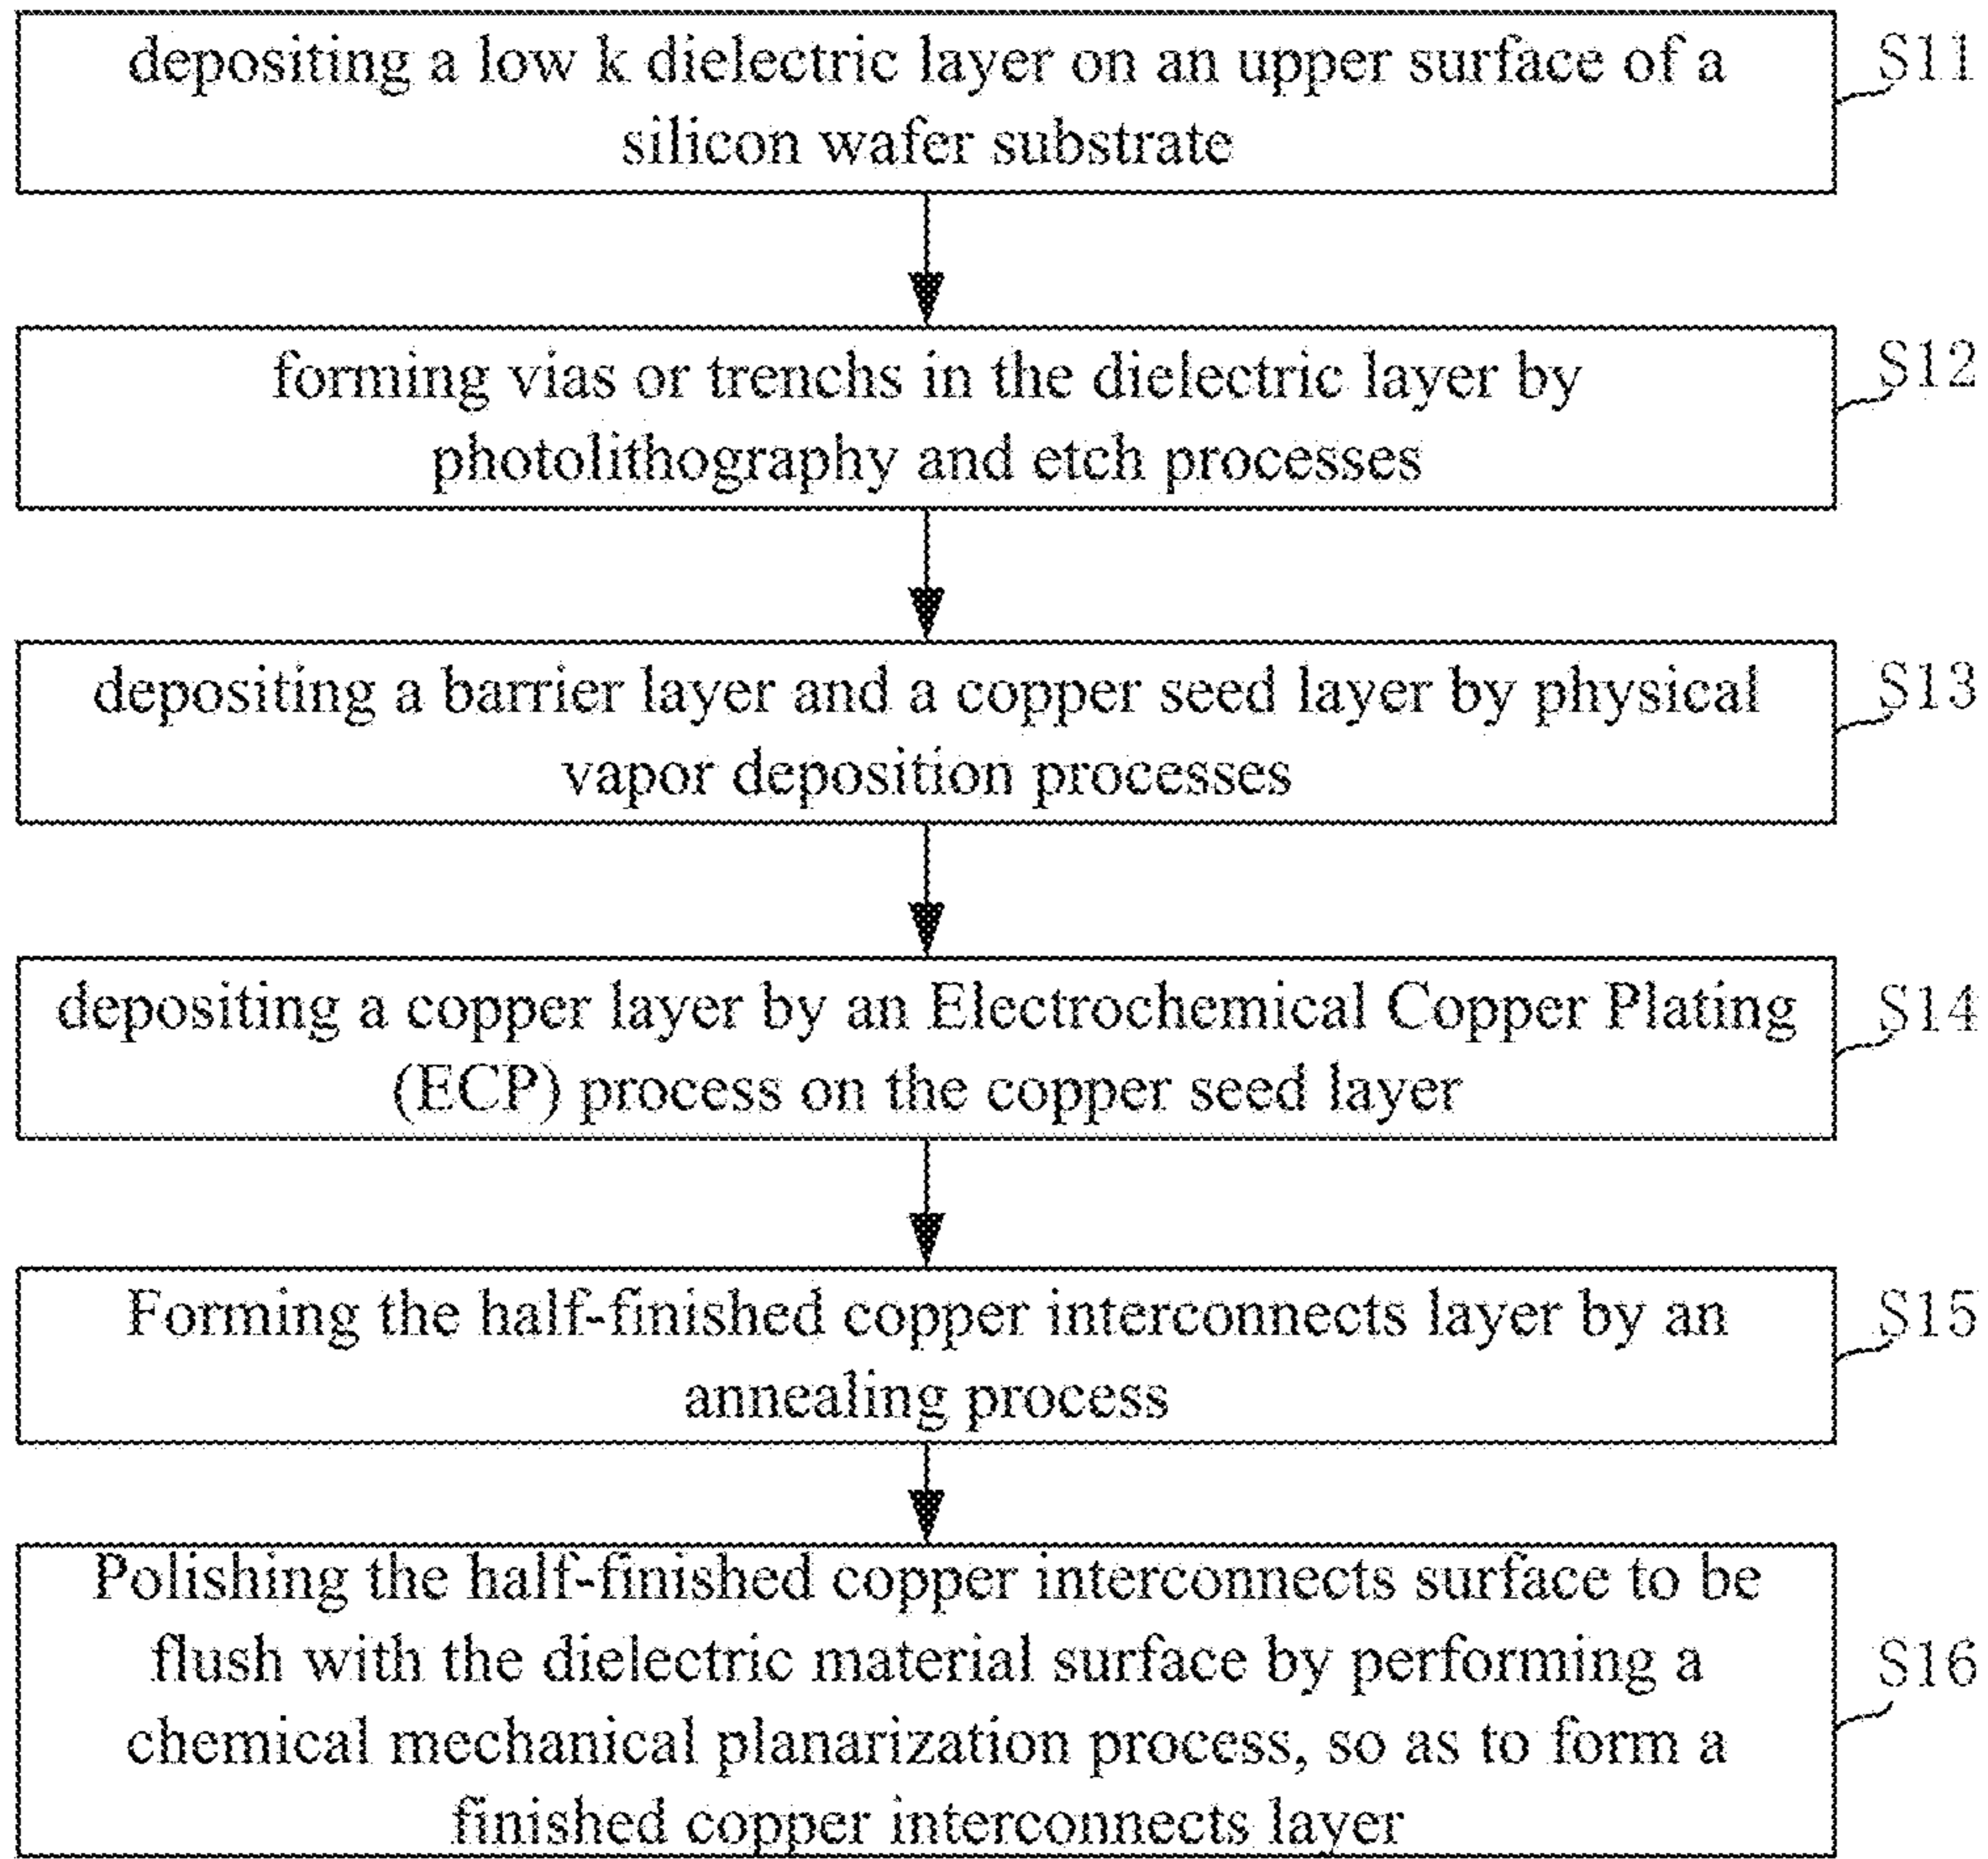 depositing a low k dielectric layer on an upper surface of a
silicon wafer substrate
S11
forming vias or trenchs in the dielectric layer by
photolithography and etch processes
S12
depositing a barrier layer and a copper seed layer by physical
vapor deposition processes
S13
depositing a copper layer by an Electrochemical Copper Plating
(ECP) process on the copper seed layer
S14
Forming the half-finished copper interconnects layer by an
annealing process
S15
Polishing the half-finished copper interconnects surface to be
flush with the dielectric material surface by performing a
chemical mechanical planarization process, so as to form a
finished copper interconnects layer
S16